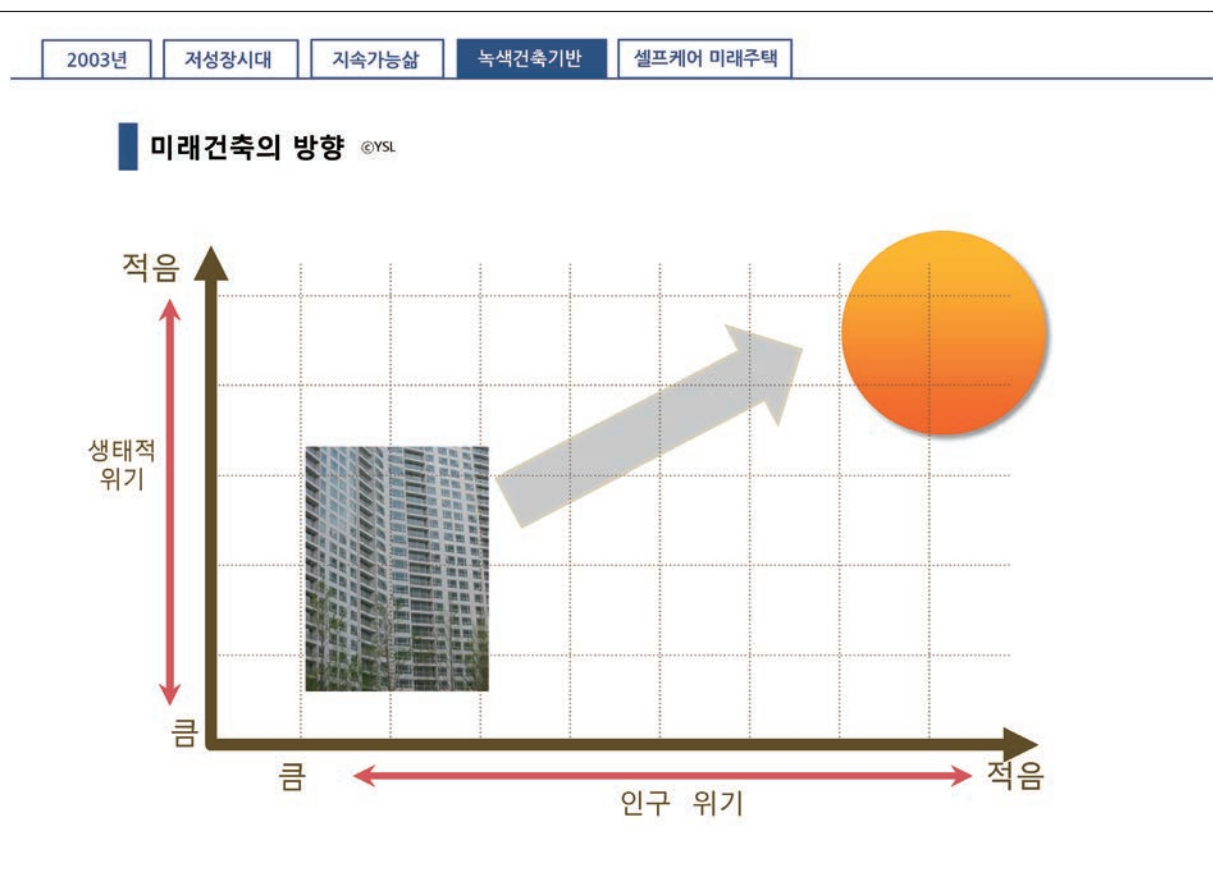 2003년 저성장시대 지속가능삶 녹색건축기반 셀프케어 미래주택
미래건축의 방향 ©YSL
적음
생태적
위기
큼
큼 적음
인구 위기